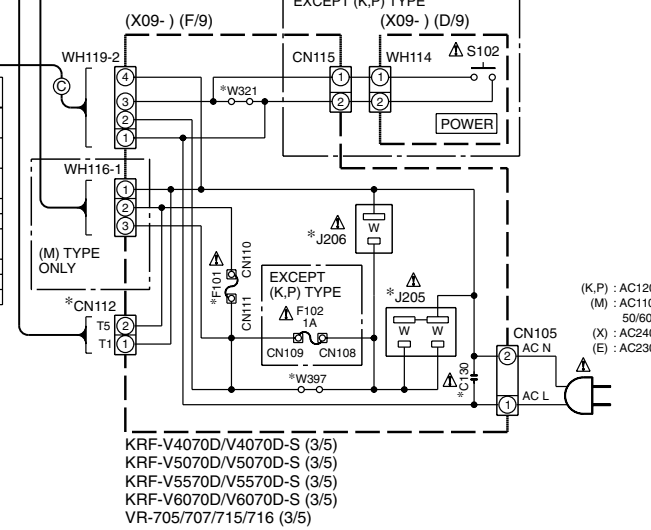 EXCEPT (K,P) TYPE
(X09- ) (F/9)
(X09- ) (D/9)
WH119-2
CN115
WH114
S102
4
1
1
C
3
*W321
2
2
2
1
POWER
WH116-1
1
2
3
W
*J206
(M) TYPE
ONLY
*F101
CN110
CN111
EXCEPT
(K,P) TYPE
F102
1A
CN109
CN108
*J205
W
W
*CN112
T5
2
T1
1
*W397
*C130
CN105
2
AC N
1
AC L
(K,P) : AC120
(M) : AC110
50/60
(X) : AC240
(E) : AC230
KRF-V4070D/V4070D-S (3/5)
KRF-V5070D/V5070D-S (3/5)
KRF-V5570D/V5570D-S (3/5)
KRF-V6070D/V6070D-S (3/5)
VR-705/707/715/716 (3/5)